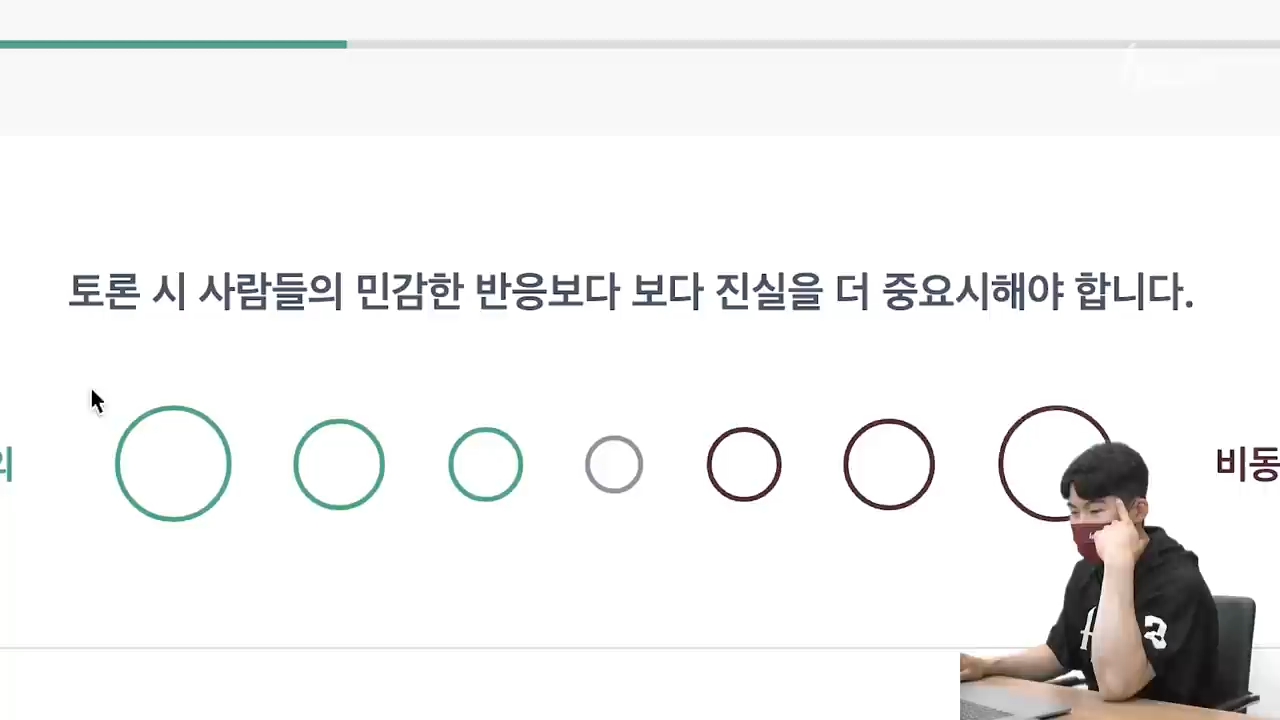 토론 시 사람들의 민감한 반응보다 보다 진실을 더 중요시해야 합니다.
의
비동